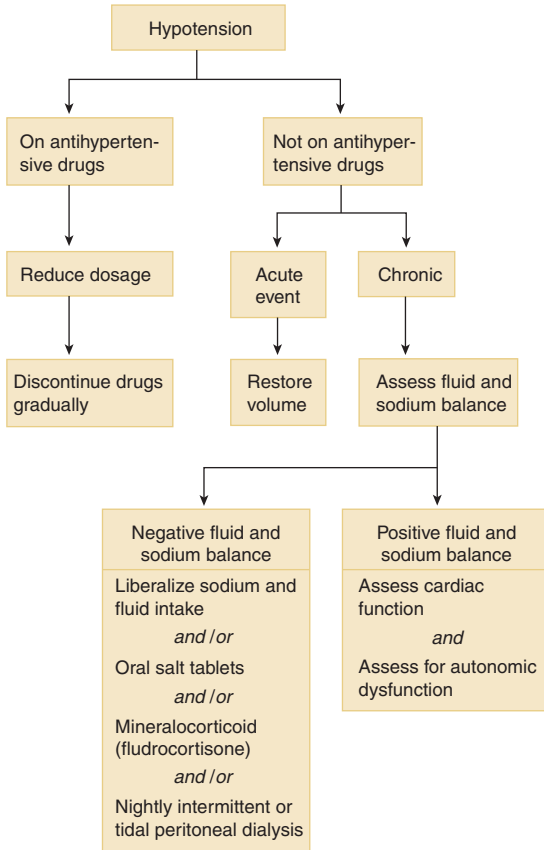 Hypotension
On antihyperten-
sive drugs
Not on antihyper-
tensive drugs
Reduce dosage
Acute
event
Chronic
Discontinue drugs
gradually
Restore
volume
Assess fluid and
sodium balance
Negative fluid and
sodium balance
Liberalize sodium and
fluid intake
and/or
Oral salt tablets
and/or
Mineralocorticoid
(fludrocortisone)
and/or
Nightly intermittent or
tidal peritoneal dialysis
Positive fluid and
sodium balance
Assess cardiac
function
and
Assess for autonomic
dysfunction